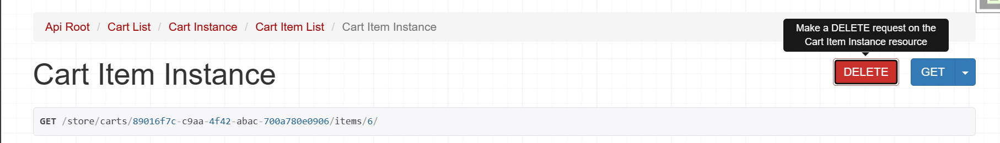 Api Root / Cart List / Cart Instance / Cart Item List / Cart Item Instance
Make a DELETE request on the
Cart Item Instance resource
Cart Item Instance
DELETE
GET
GET /store/carts/89016f7c-c9aa-4f42-abac-700a780e0906/items/6/